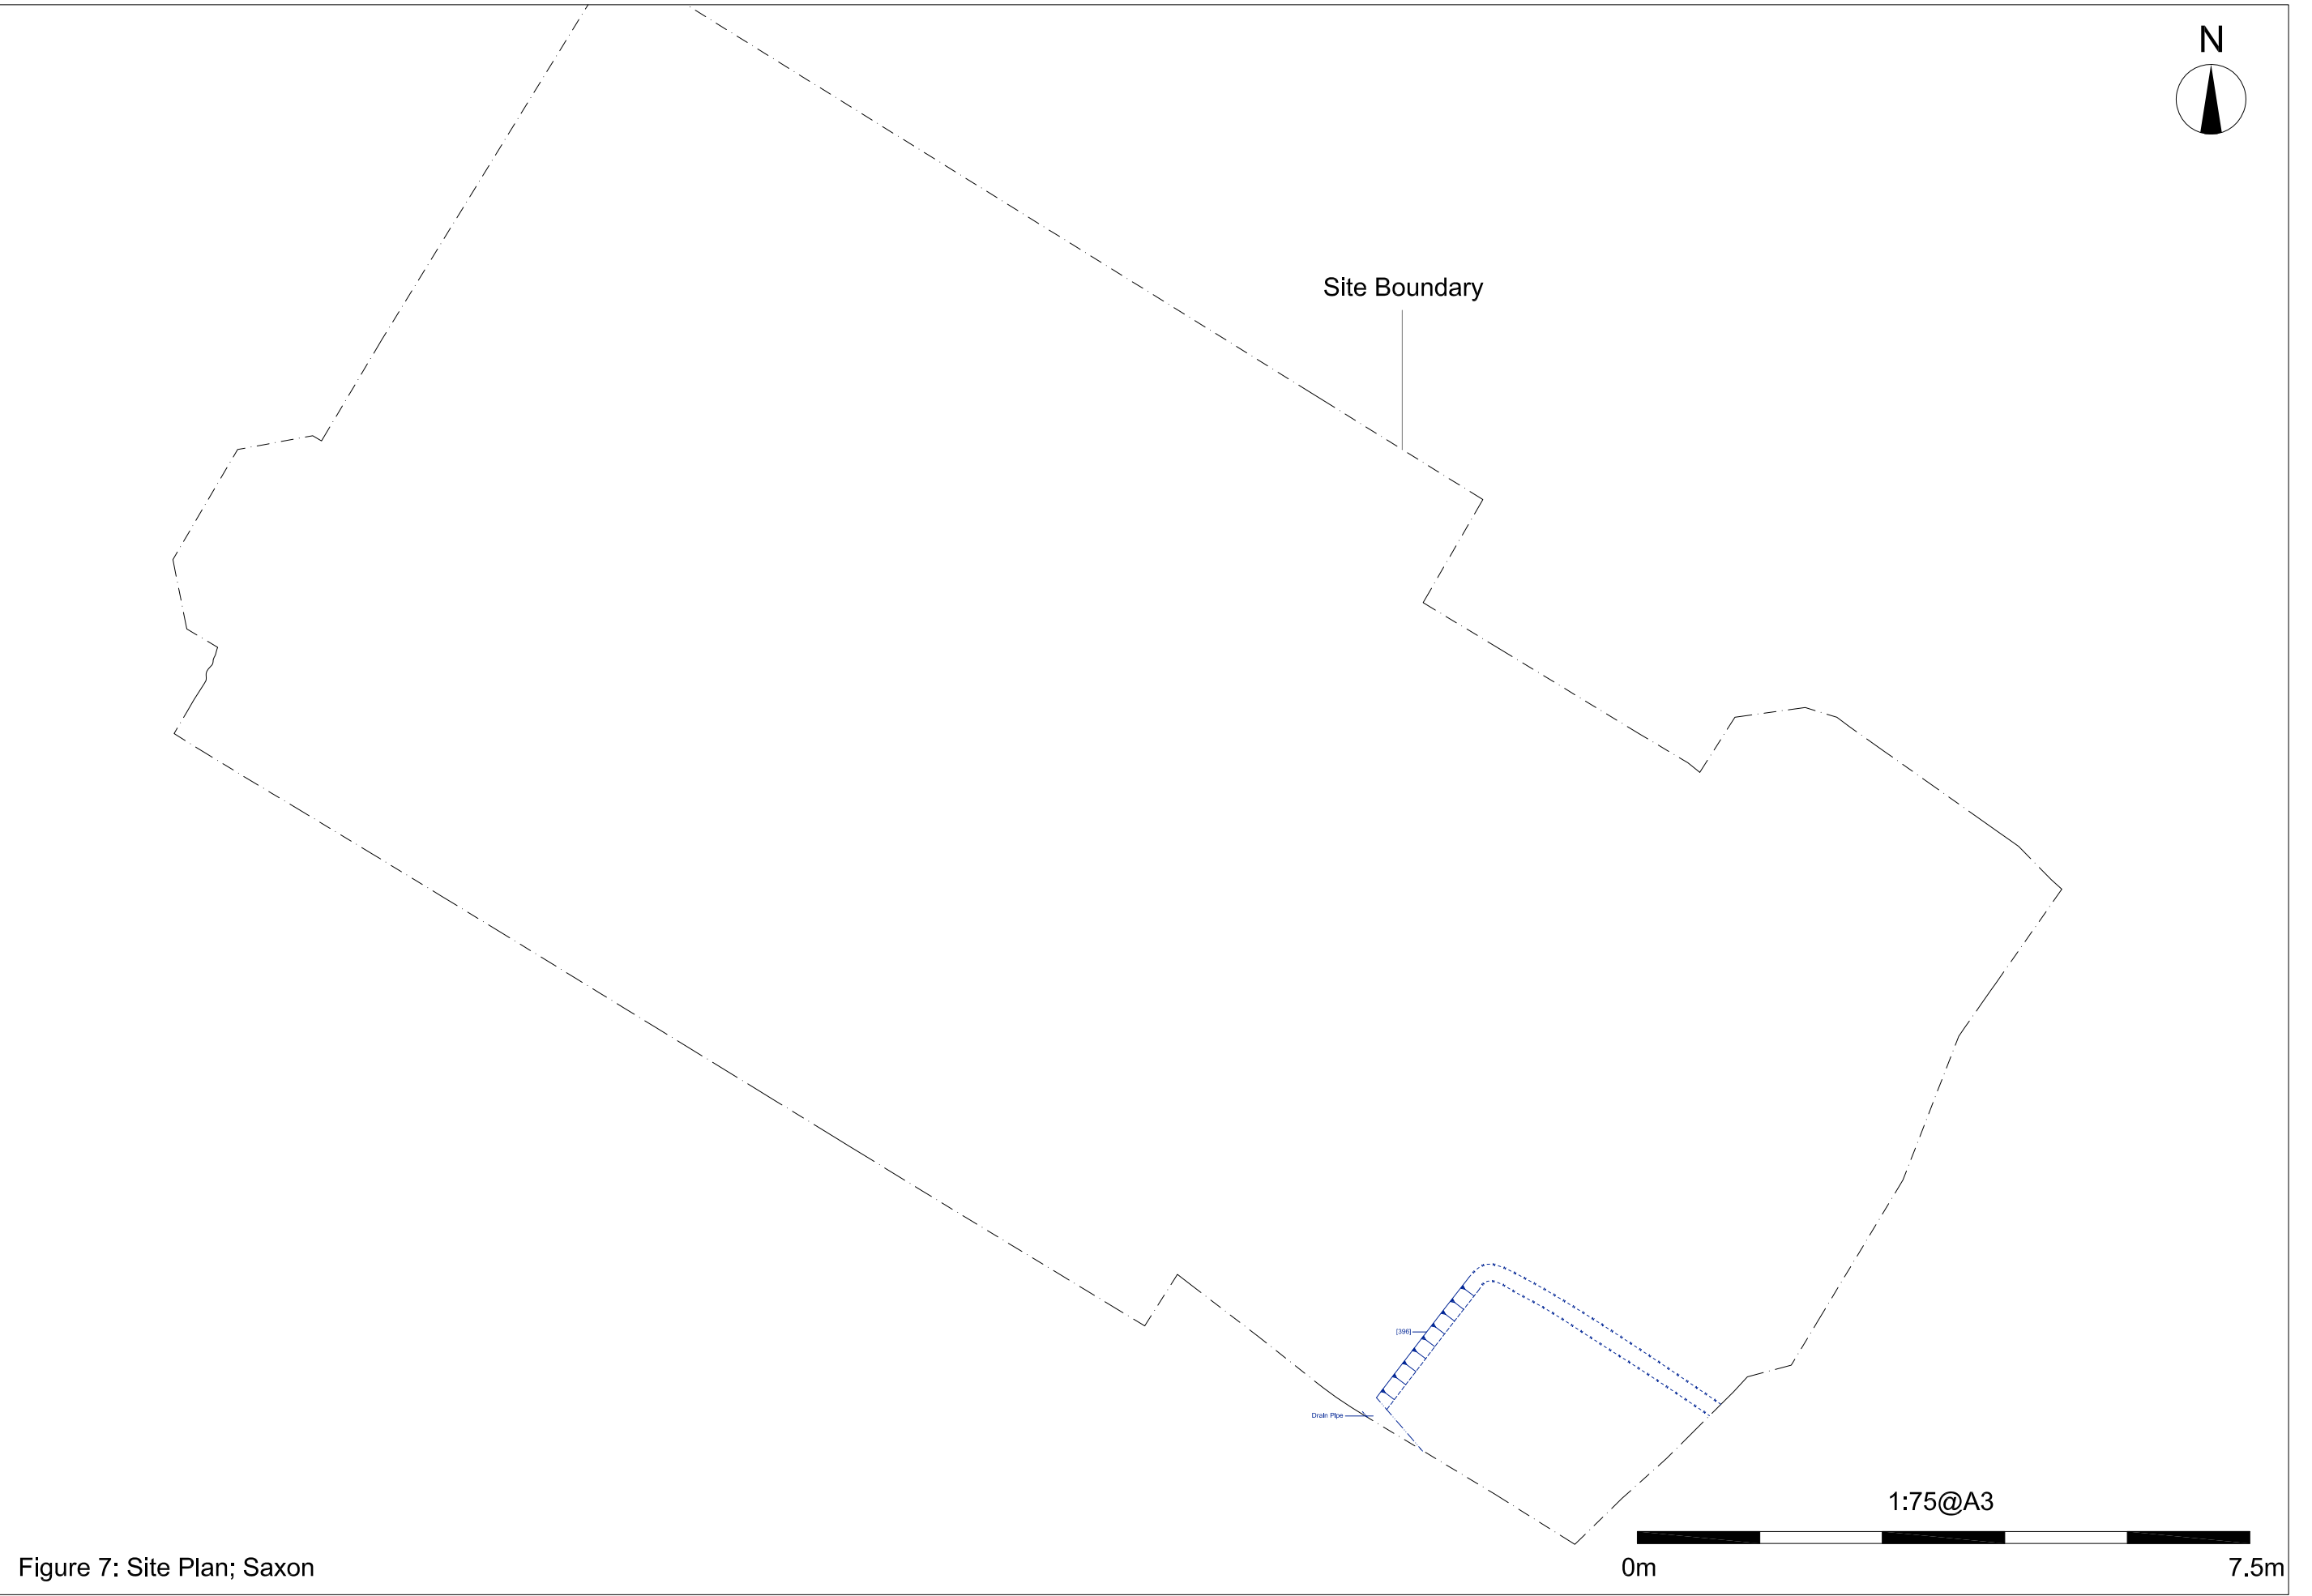 N
Site Boundary
[396]
Drain Pipe
1:75@A3
0m 7.5m
Figure 7: Site Plan; Saxon